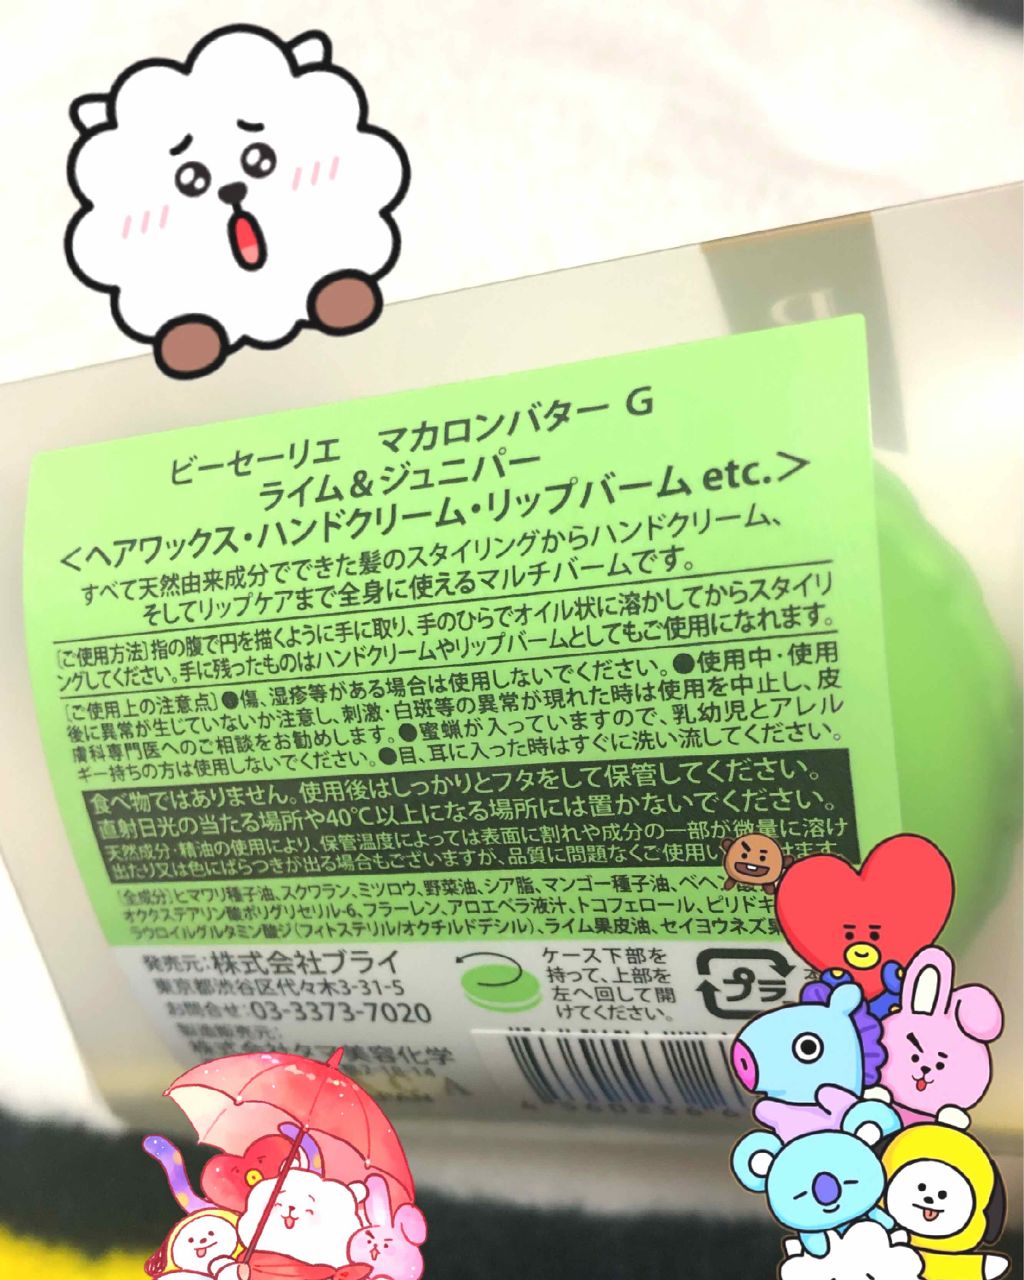 ビーセーリエ マカロンバター G
ライム&ジュニパー
<ヘアワックス・ハンドクリーム・リップバーム etc.>
すべて天然由来成分でできた髪のスタイリングからハンドクリーム、
そしてリップケアまで全身に使えるマルチバームです。
[ご使用方法]指の腹で円を描くように手に取り、手のひらでオイル状に溶かしてからスタイリ
ングしてください。手に残ったものはハンドクリームやリップバームとしてもご使用になれます。
[ご使用上の注意点]●傷、湿疹等がある場合は使用しないでください。●使用中・使用
後に異常が生じていないか注意し、刺激・白斑等の異常が現れた時は使用を中止し、皮
膚科専門医へのご相談をお勧めします。●蜜蝋が入っていますので、乳幼児とアレル
ギー持ちの方は使用しないでください。●目、耳に入った時はすぐに洗い流してください。
食べ物ではありません。使用後はしっかりとフタをして保管してください。
直射日光の当たる場所や40℃以上になる場所には置かないでください。
天然成分・精油の使用により、保管温度によっては表面に割れや成分の一部が微量に溶け
出たり又は色にばらつきが出る場合もございますが、品質に問題なくご使用い けます。
[全成分]ヒマワリ種子油、スクワラン、ミツロウ、野菜油、シア脂、マンゴー種子油、ベヘン酸
オクステアリン酸ポリグリセリル-6、フラーレン、アロエベラ液汁、トコフェロール、ピリドキ
ラウロイルグルタミン酸ジ(フィトステリル/オクチルドデシル)、ライム果皮油、セイヨウネズ果
発売元:株式会社ブライ
東京都渋谷区代々木3-31-5
お問合せ:03-3373-7020
製造販売元:
株式会社タマ美容化学
2-18-14
ケース下部を
持って、上部を
左へ回して開
けてください。
プラ
本